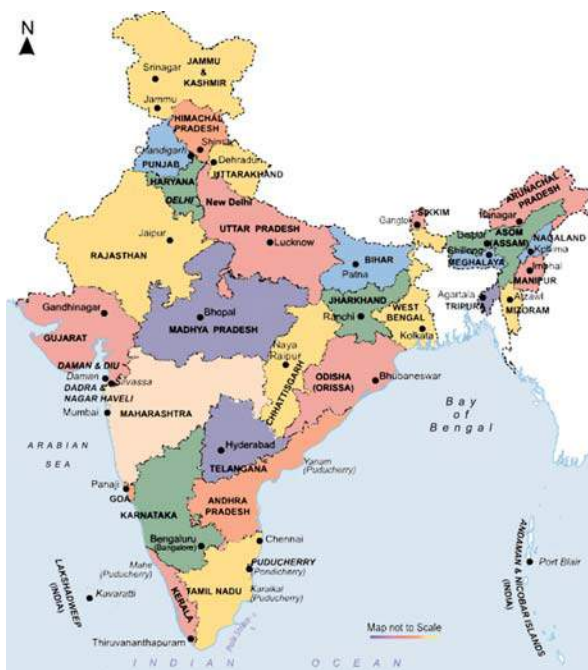 N
JAMMU
&
KASHMIR
Srinagar
Jammu
HIMACHAL
PRADESH
Shimla
Chandigarh
PUNJAB
Dehradun
UTTARAKHAND
HARYANA
DELHI
New Delhi
RAJASTHAN
Jaipur
UTTAR PRADESH
Lucknow
BIHAR
Patna
SIKKIM
Gangtok
ARUNACHAL
PRADESH
Itanagar
ASOM
(ASSAM)
Dispur
NAGALAND
Kohima
Shillong
MEGHALAYA
Imphal
MANIPUR
Agartala
TRIPURA
Aizawl
MIZORAM
Gandhinagar
GUJARAT
Bhopal
MADHYA PRADESH
JHARKHAND
Ranchi
WEST
BENGAL
Kolkata
DAMAN & DIU
Daman
Silvassa
DADRA &
NAGAR HAVELI
Mumbai
MAHARASHTRA
Naya
Raipur
CHHATTISGARH
ODISHA
(ORISSA)
Bhubaneswar
Bay
of
Bengal
ARABIAN
SEA
Hyderabad
TELANGANA
Yanam
(Puducherry)
Panaji
GOA
KARNATAKA
ANDHRA
PRADESH
Bengaluru
(Bangalore)
Chennai
Mahe
(Puducherry)
PUDUCHERRY
(Pondicherry)
Karaikal
(Puducherry)
TAMIL NADU
KERALA
LAKSHADWEEP
(INDIA)
Kavaratti
Thiruvananthapuram
Palk Strait
ANDAMAN & NICOBAR ISLANDS
(INDIA)
Port Blair
Map not to Scale
INDIAN OCEAN